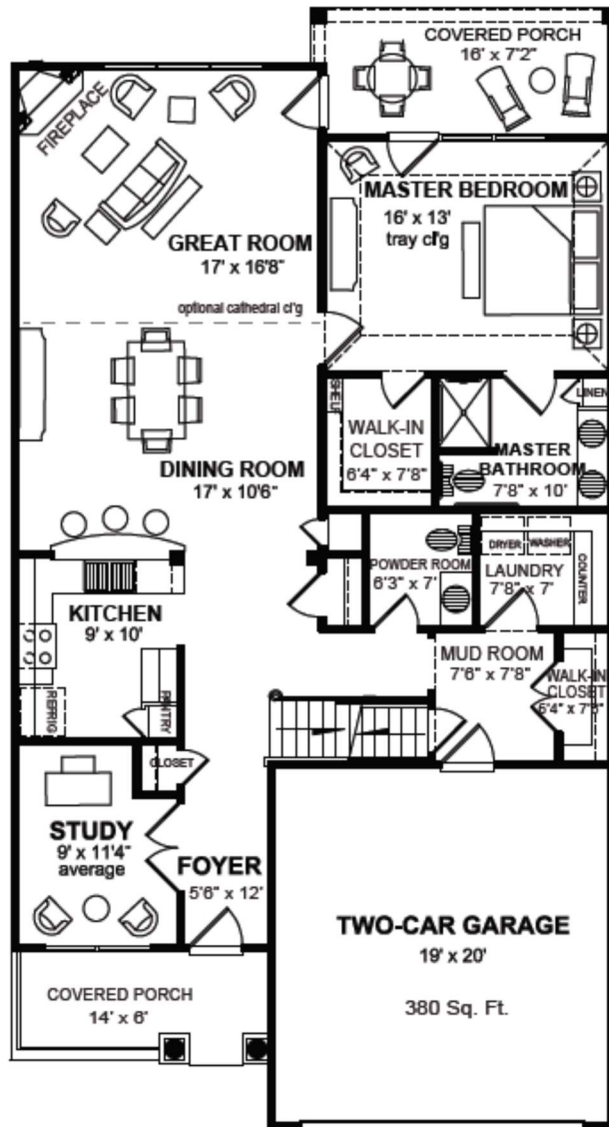 COVERED PORCH
16' x 7'2"
FIREPLACE
MASTER BEDROOM
16' x 13'
tray cl'g
GREAT ROOM
17' x 16'8"
optional cathedral cl'g
SHELF
WALK-IN
CLOSET
6'4" x 7'8"
LINEN
MASTER
BATHROOM
7'8" x 10'
DINING ROOM
17' x 10'6"
POWDER ROOM
6'3" x 7'
DRYER
WASHER
LAUNDRY
7'8" x 7'
COUNTER
KITCHEN
9' x 10'
REFRIG
PANTRY
MUD ROOM
7'6" x 7'8"
WALK-IN
CLOSET
CLOSET
STUDY
9' x 11'4"
average
FOYER
5'6" x 12'
TWO-CAR GARAGE
19' x 20'
380 Sq. Ft.
COVERED PORCH
14' x 6'